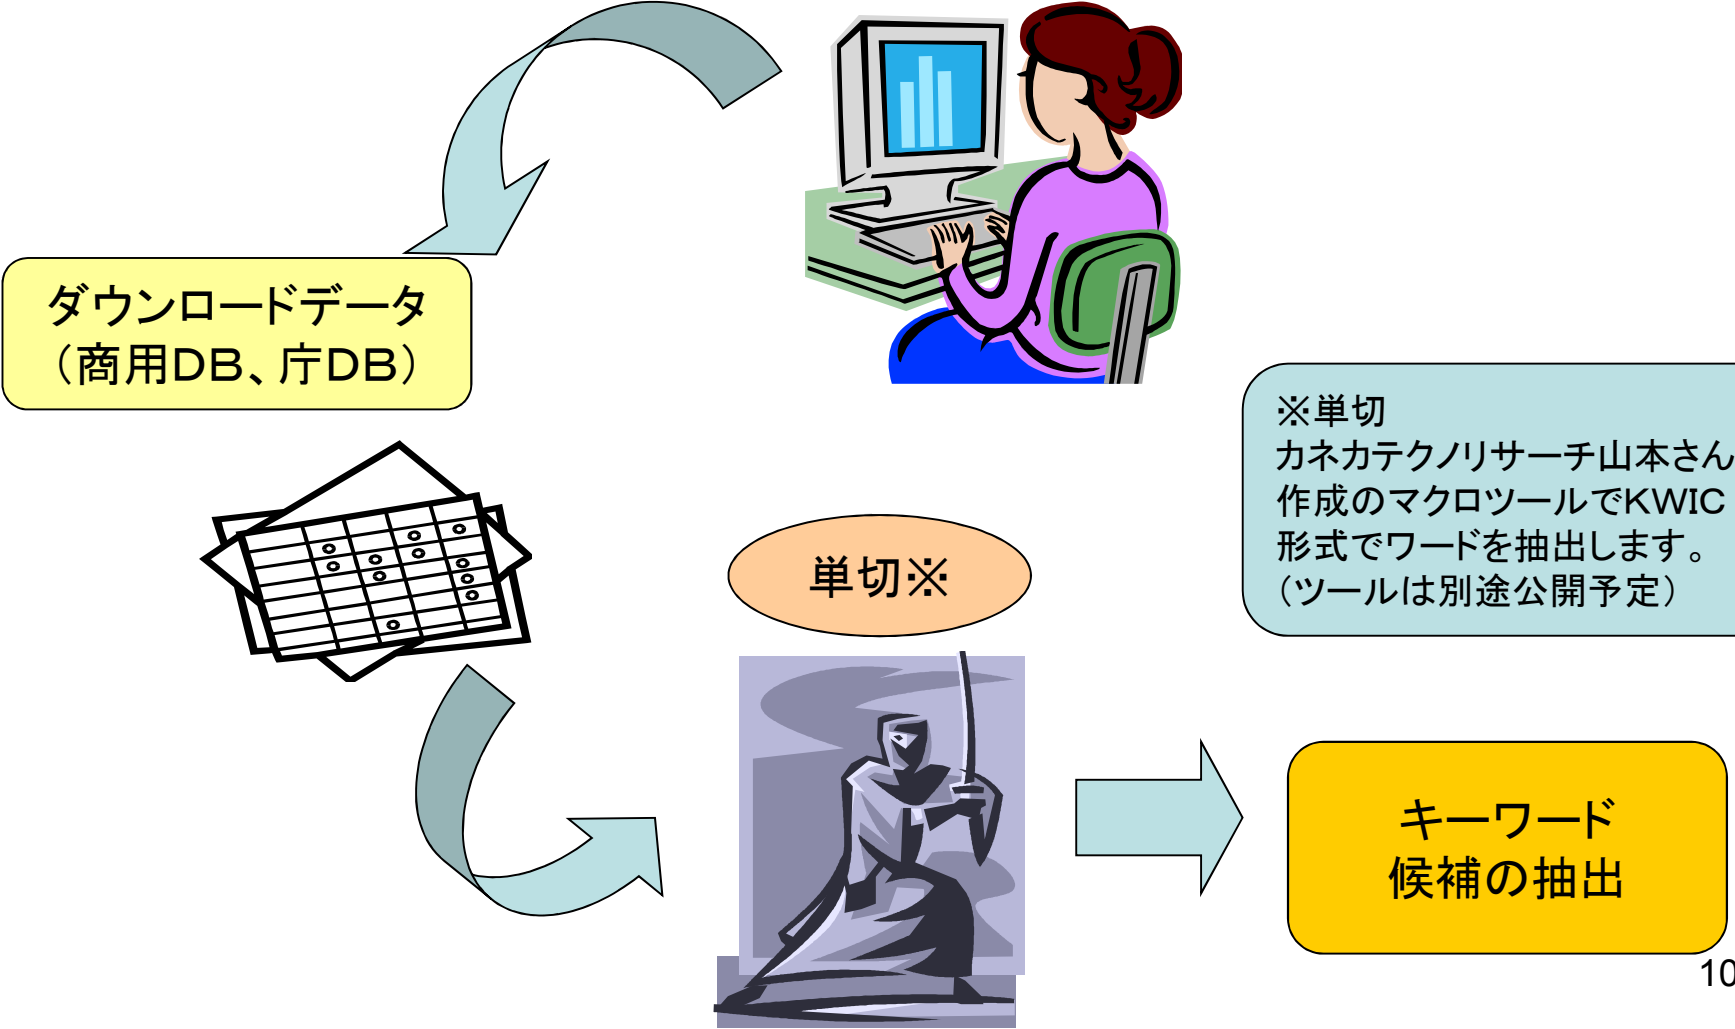 ダウンロードデータ
（商用DB、庁DB）
※単切
カネカテクノリサーチ山本さん
作成のマクロツールでKWIC
形式でワードを抽出します。
（ツールは別途公開予定）
単切※
キーワード
候補の抽出
10